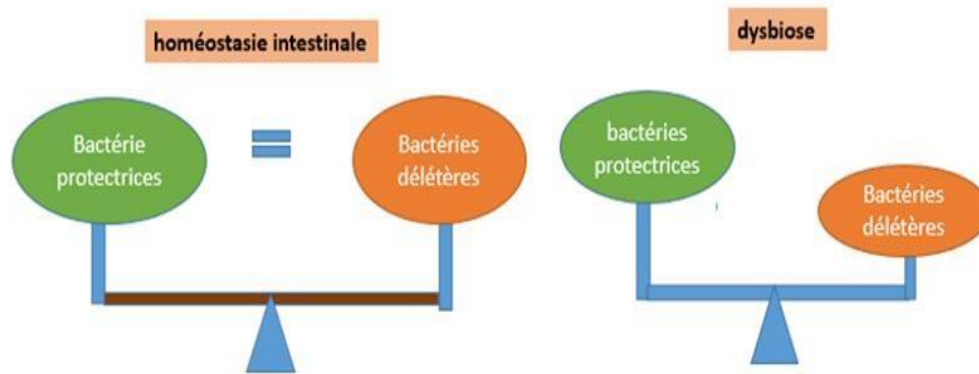 homéostasie intestinale
dysbiose
Bactérie
protectrices
=
Bactéries
délétères
bactéries
protectrices
Bactéries
délétères